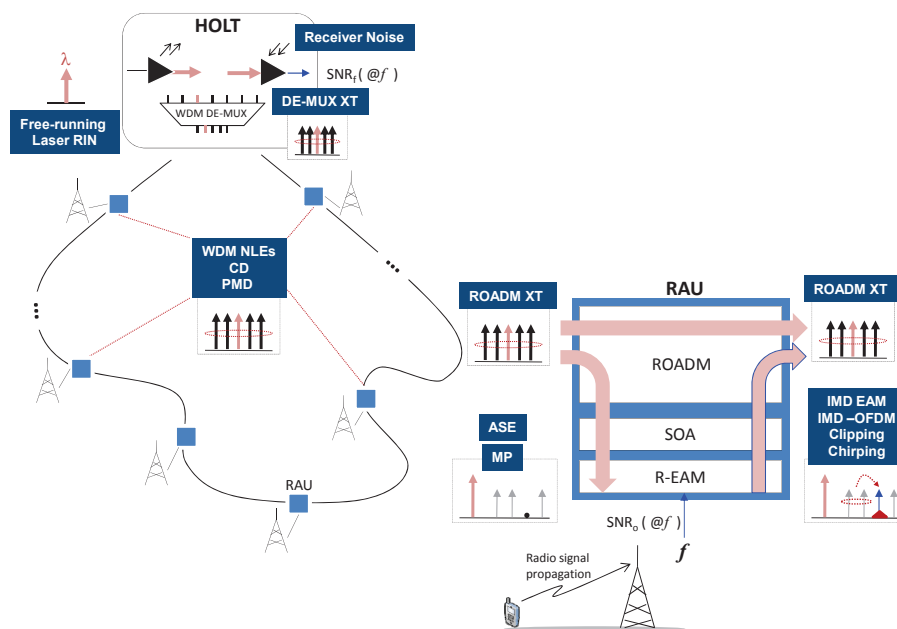 HOLT
Receiver Noise
SNRf (@f)
λ
WDM DE-MUX
DE-MUX XT
Free-running
Laser RIN
WDM NLEs
CD
PMD
ROADM XT
RAU
ROADM XT
ROADM
ASE
MP
SOA
R-EAM
IMD EAM
IMD –OFDM
Clipping
Chirping
RAU
SNRo (@f)
f
Radio signal
propagation